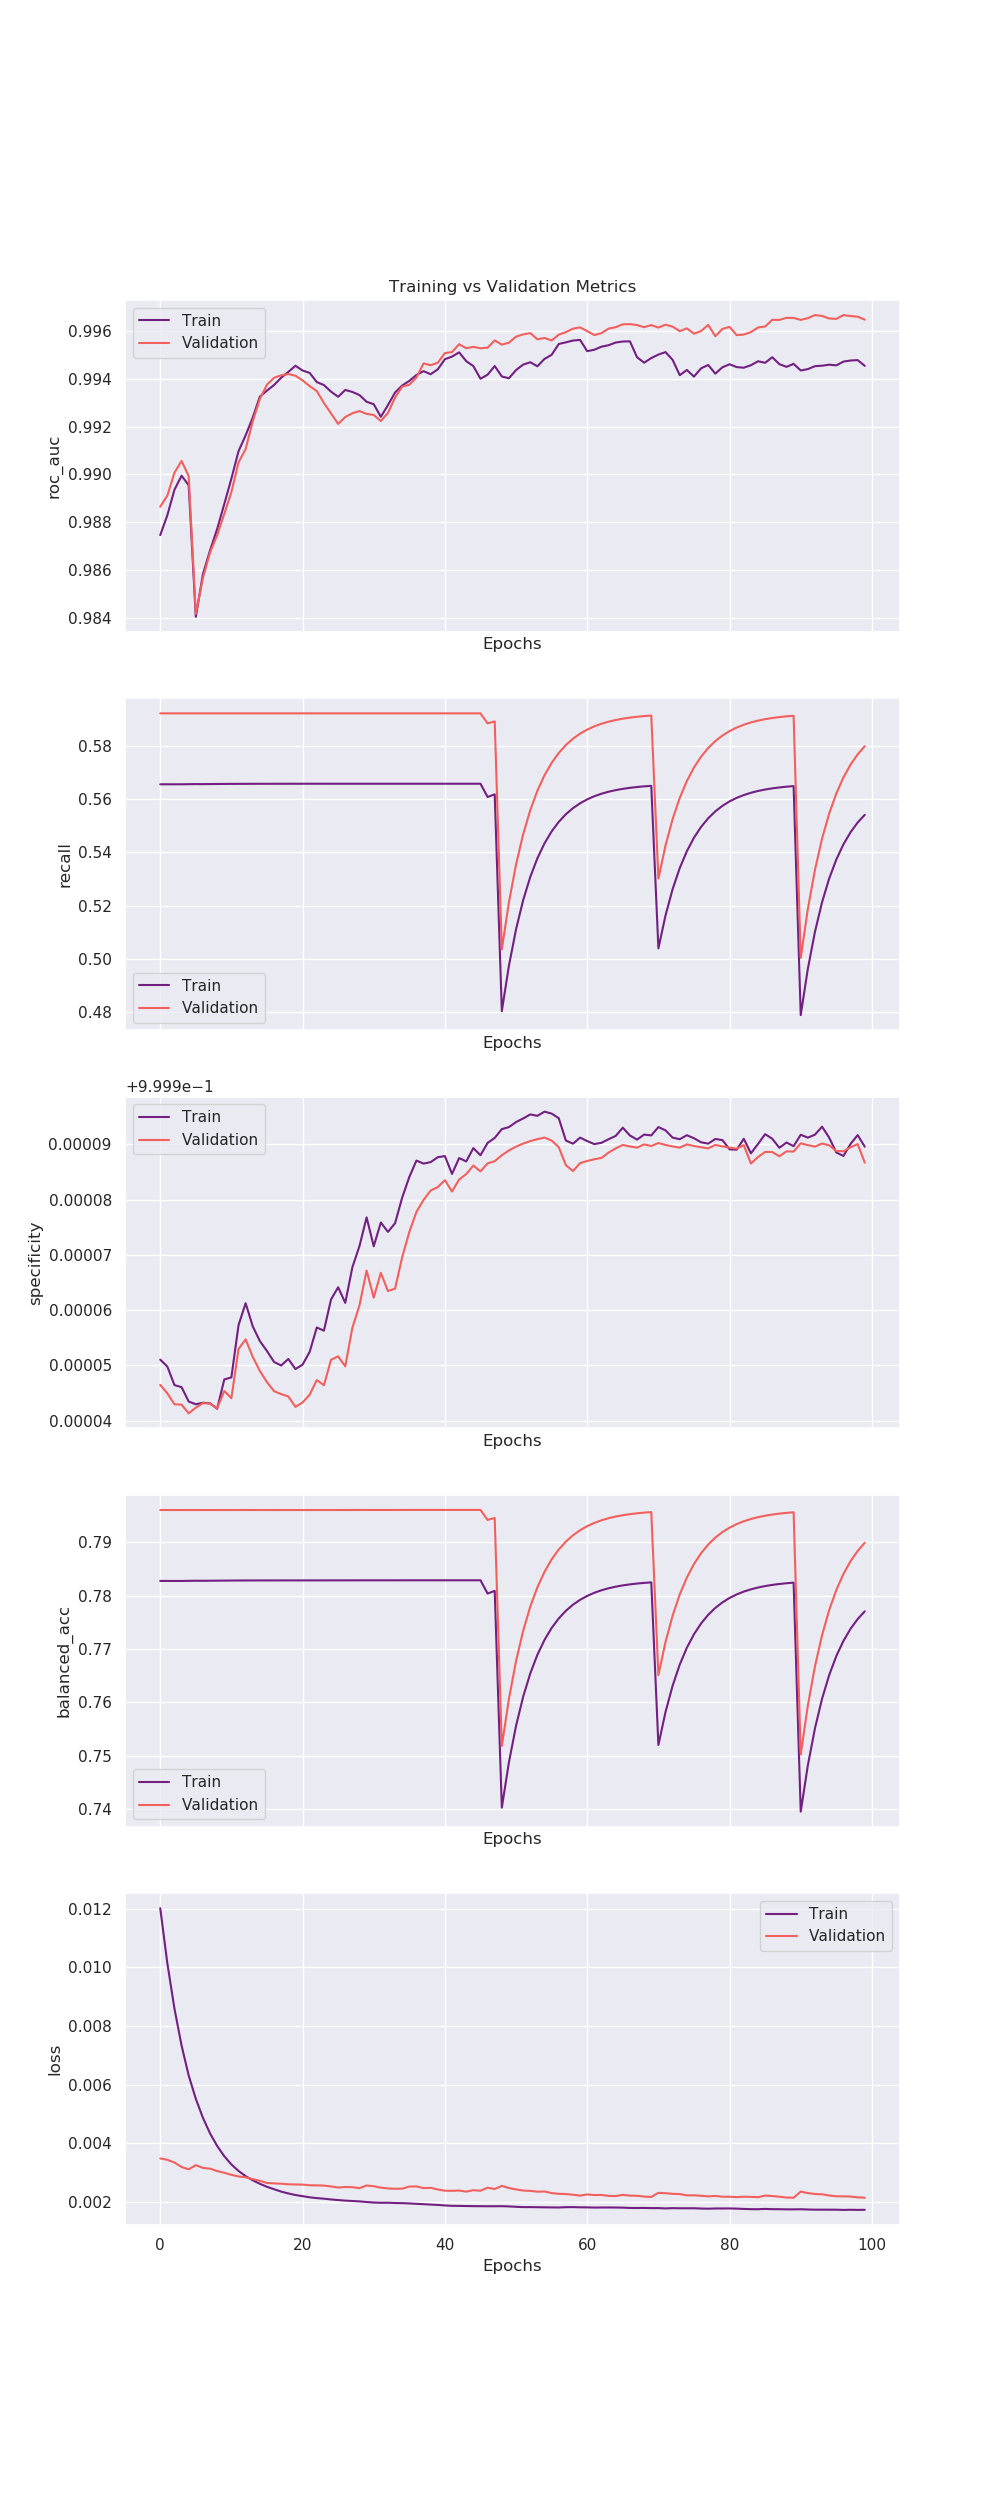 Training vs Validation Metrics
Train
Validation
0.996
0.994
0.992
0.990
0.988
0.986
0.984
roc_auc
Epochs
0.58
0.56
0.54
0.52
0.50
0.48
recall
Train
Validation
Epochs
+9.999e−1
Train
Validation
0.00009
0.00008
0.00007
0.00006
0.00005
0.00004
specificity
Epochs
0.79
0.78
0.77
0.76
0.75
0.74
balanced_acc
Train
Validation
Epochs
Train
Validation
0.012
0.010
0.008
0.006
0.004
0.002
loss
0 20 40 60 80 100
Epochs